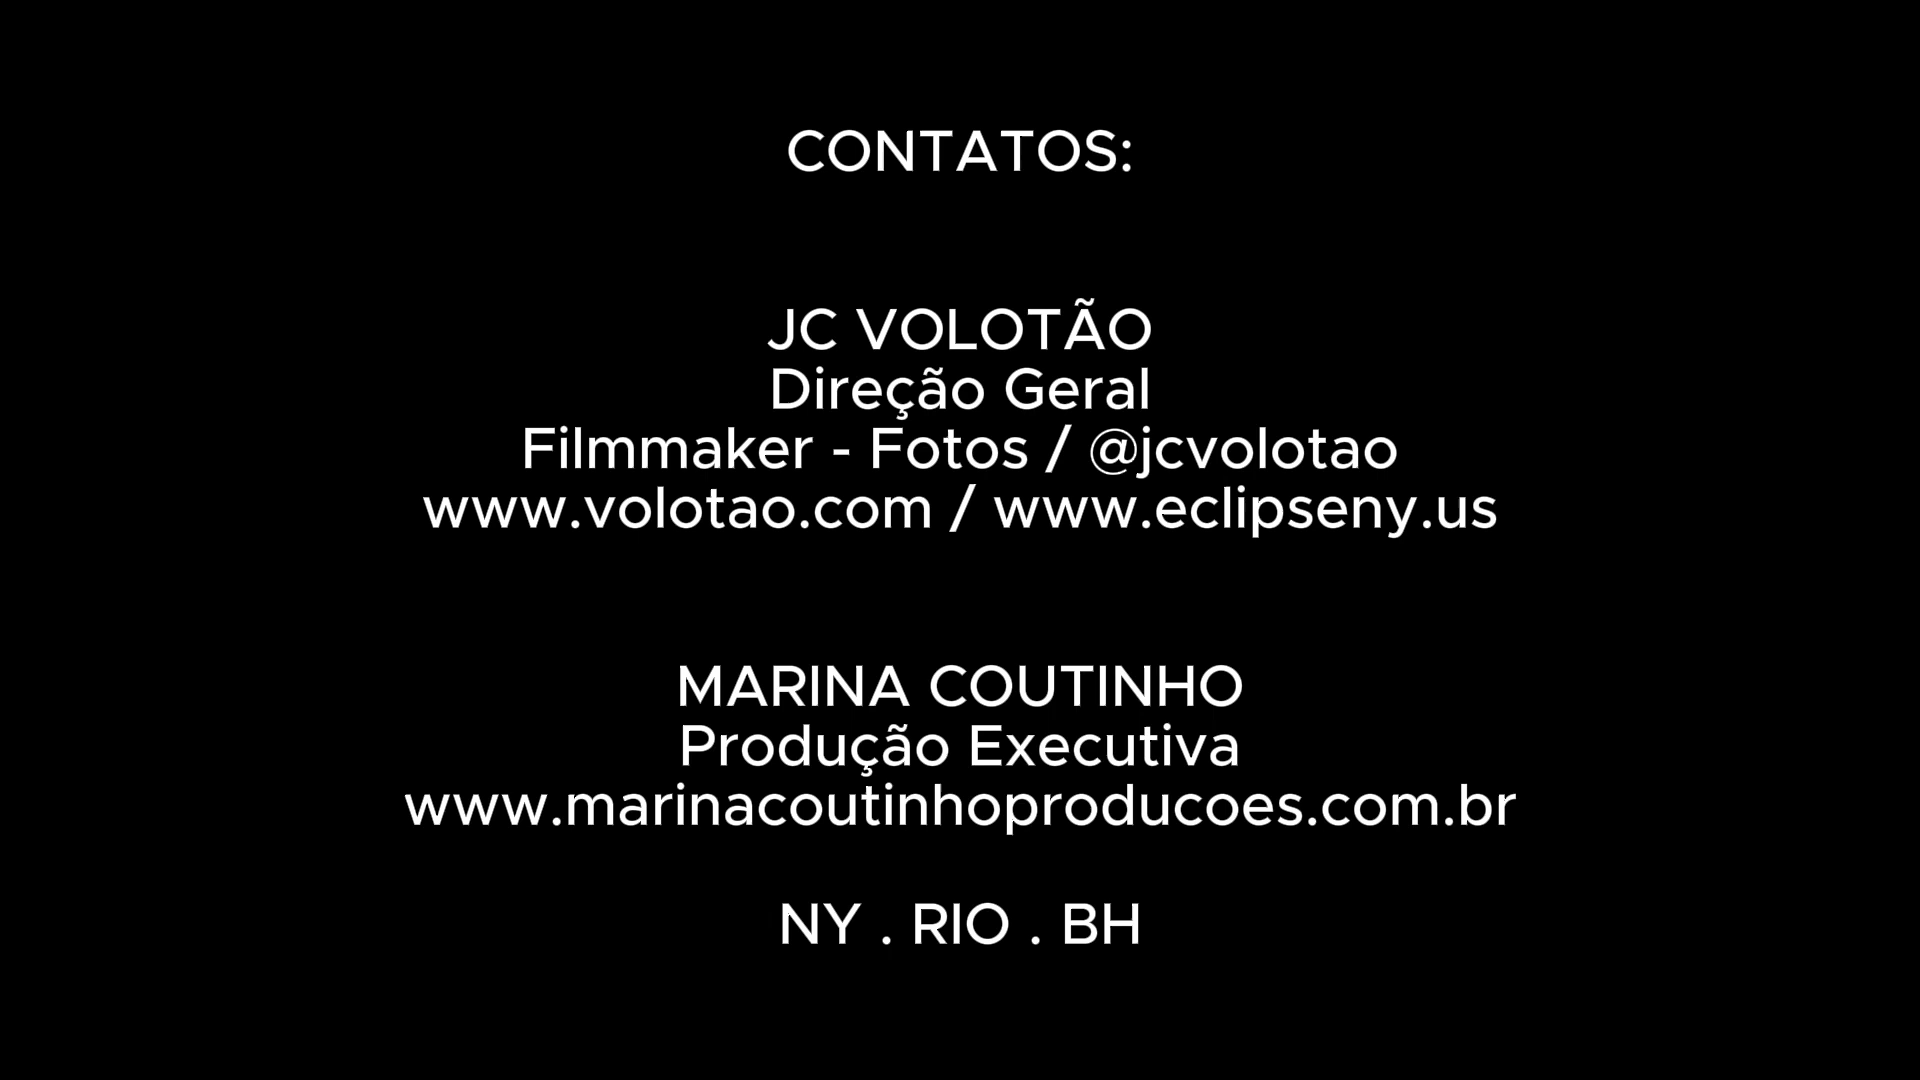 CONTATOS:
JC VOLOTÃO
Direção Geral
Filmmaker - Fotos / @jcvolotao
www.volotao.com / www.eclipseny.us
MARINA COUTINHO
Produção Executiva
www.marinacoutinhoproducoes.com.br
NY . RIO . BH